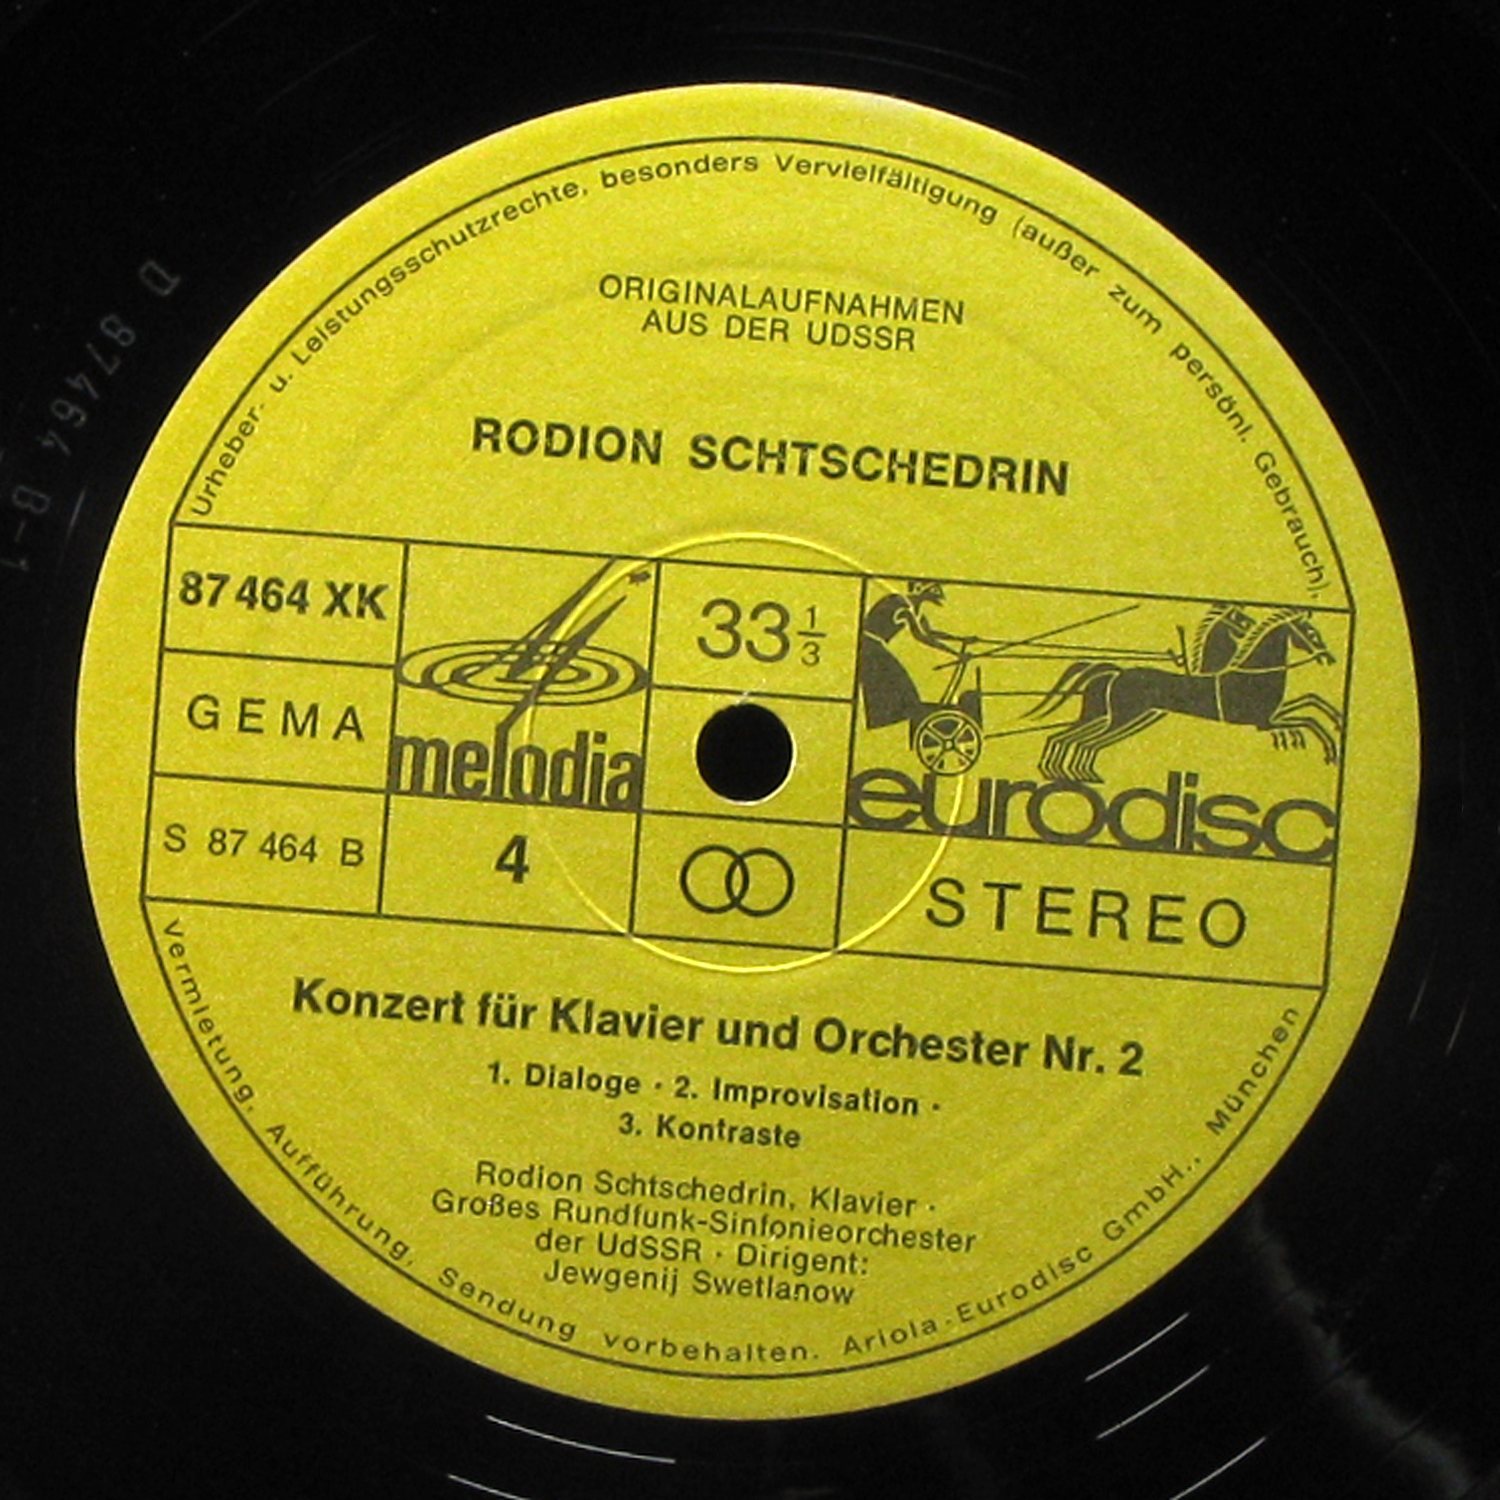 Urheber- u. Leistungsschutzrechte, besonders Vervielfältigung (außer zum persönl. Gebrauch),
ORIGINALAUFNAHMEN
AUS DER UDSSR
RODION SCHTSCHEDRIN
87 464 XK
GEMA
S 87 464 B
melodia
4
33 1/3
eurodisc
STEREO
Konzert für Klavier und Orchester Nr. 2
1. Dialoge · 2. Improvisation ·
3. Kontraste
Rodion Schtschedrin, Klavier ·
Großes Rundfunk-Sinfonieorchester
der UdSSR · Dirigent:
Jewgenij Swetlanow
Vermietung, Aufführung, Sendung vorbehalten. Ariola-Eurodisc GmbH., München
D 87464 B-1